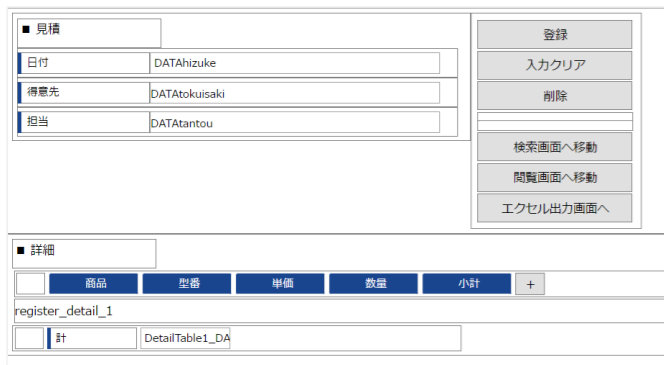 ■ 見積
日付 DATAhizuke
得意先 DATAtokuisaki
担当 DATAtantou
登録
入力クリア
削除
検索画面へ移動
閲覧画面へ移動
エクセル出力画面へ
■ 詳細
商品 型番 単価 数量 小計 +
register_detail_1
計 DetailTable1_DA